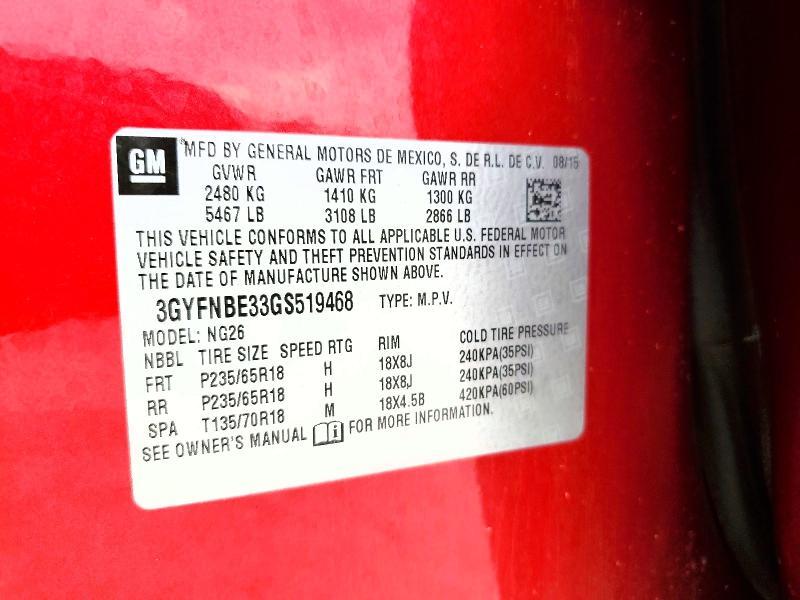 GM MFD BY GENERAL MOTORS DE MEXICO, S. DE R.L. DE C.V. 08/15
GVWR GAWR FRT GAWR RR
2480 KG 1410 KG 1300 KG
5467 LB 3108 LB 2866 LB
THIS VEHICLE CONFORMS TO ALL APPLICABLE U.S. FEDERAL MOTOR
VEHICLE SAFETY AND THEFT PREVENTION STANDARDS IN EFFECT ON
THE DATE OF MANUFACTURE SHOWN ABOVE.
3GYFNBE33GS519468 TYPE: M.P.V.
MODEL: NG26
NBBL TIRE SIZE SPEED RTG RIM COLD TIRE PRESSURE
FRT P235/65R18 H 18X8J 240KPA(35PSI)
RR P235/65R18 H 18X8J 240KPA(35PSI)
SPA T135/70R18 M 18X4.5B 420KPA(60PSI)
SEE OWNER'S MANUAL i FOR MORE INFORMATION.